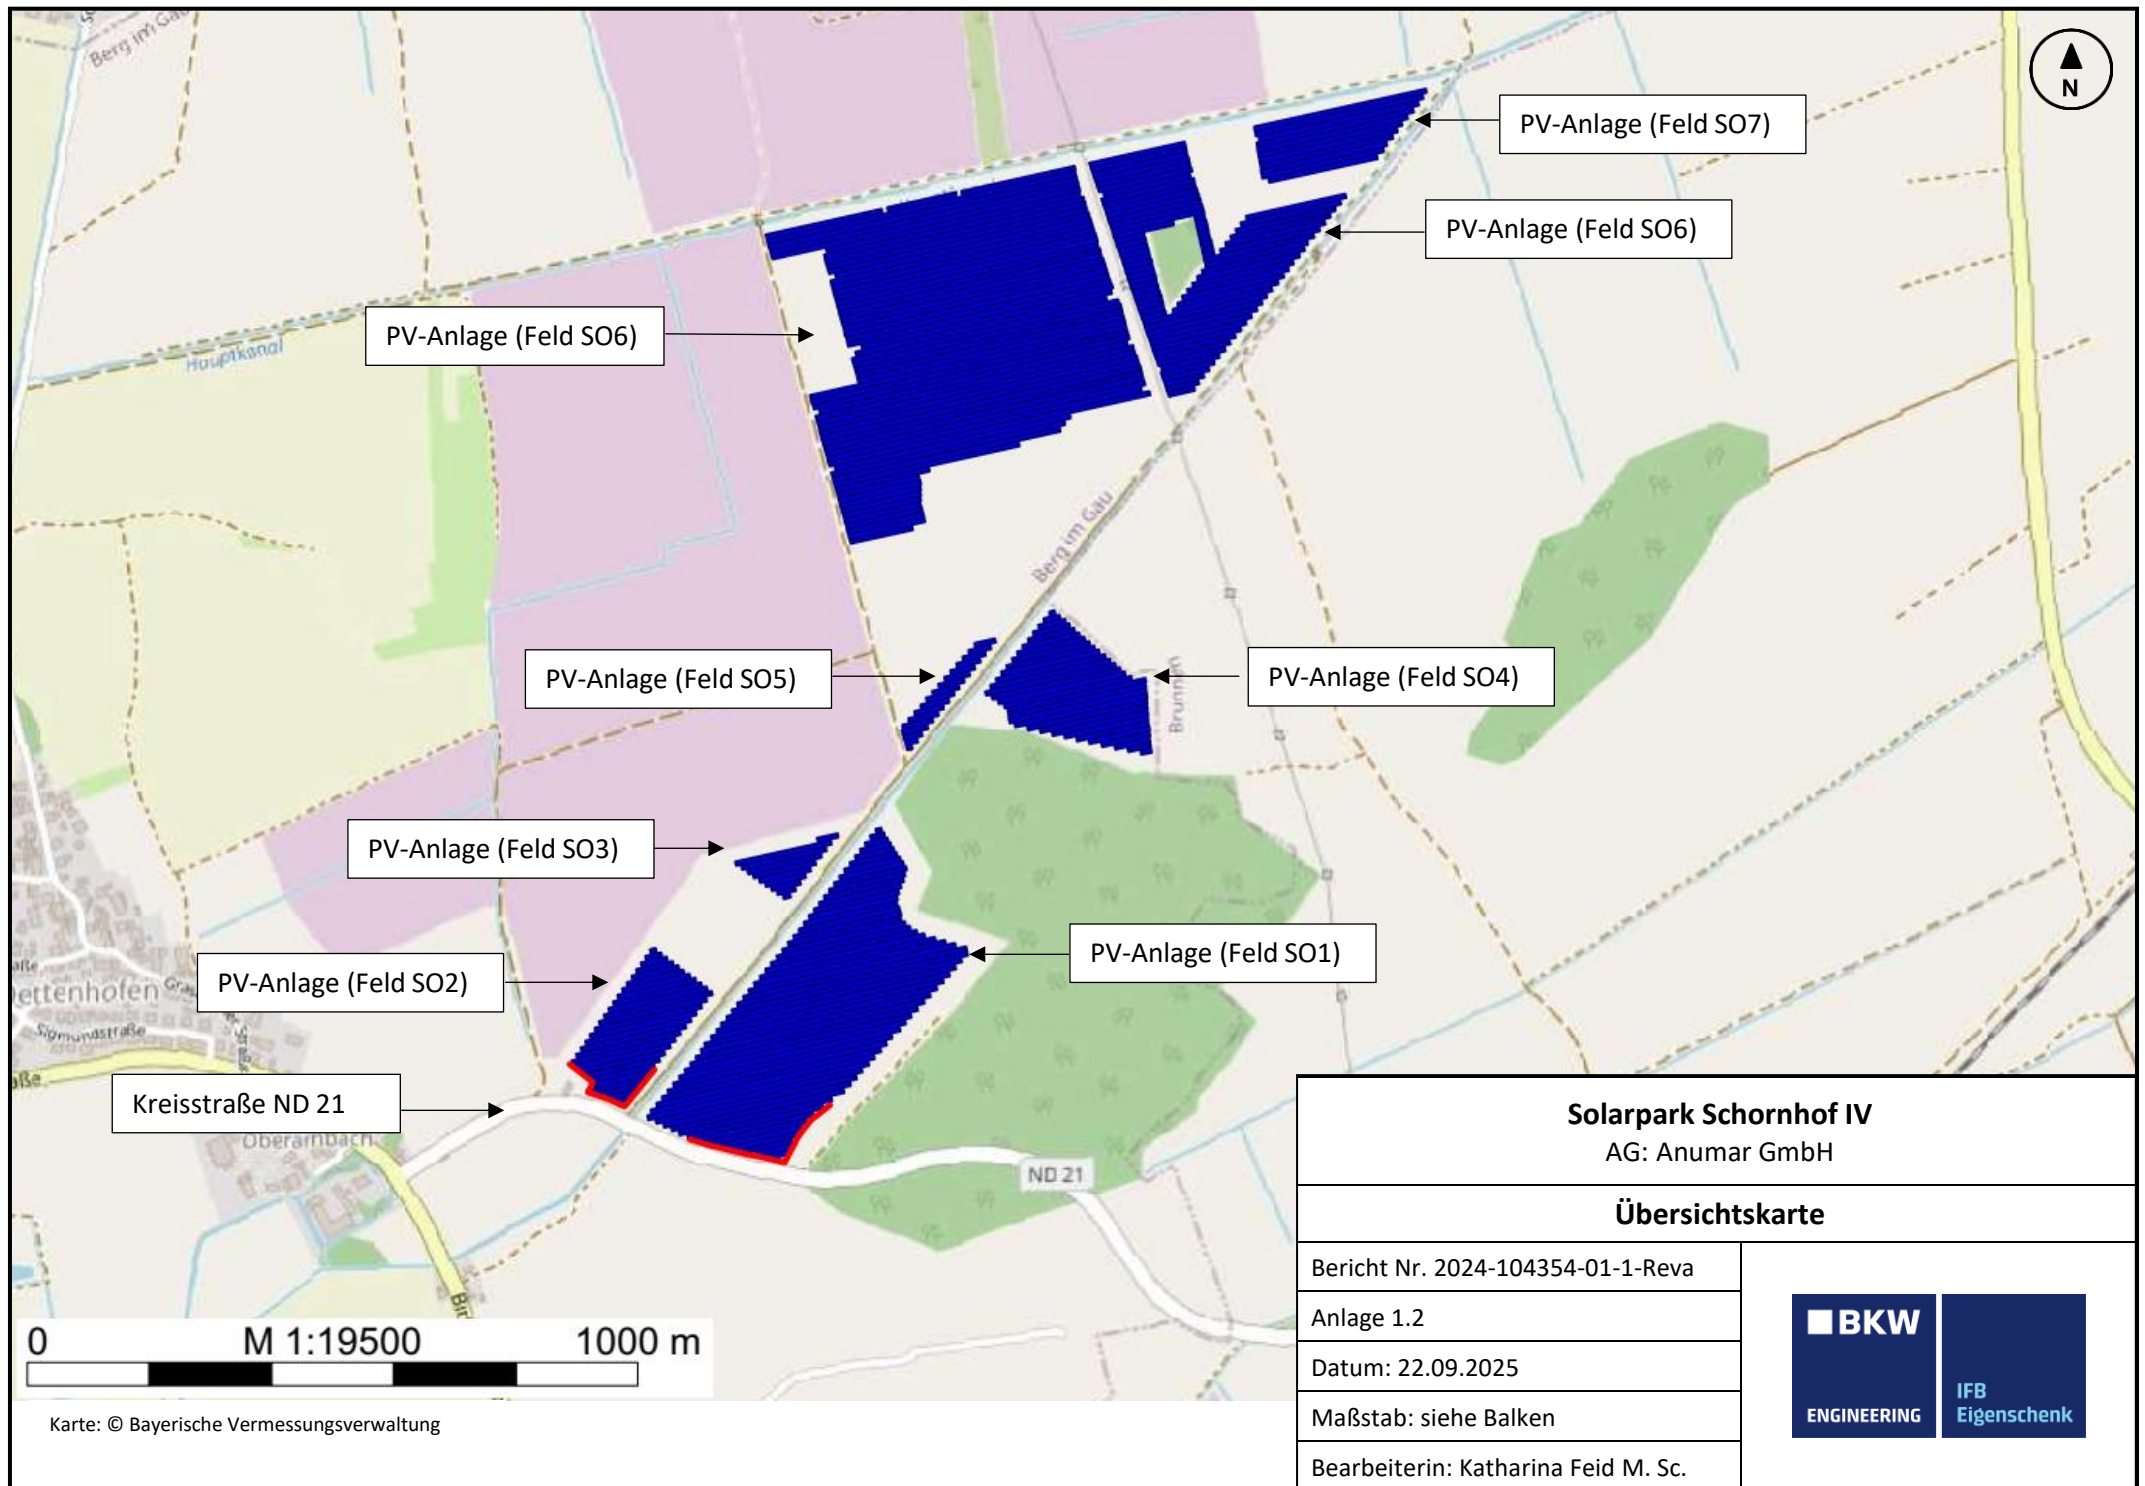 Berg im Gau
N
PV-Anlage (Feld SO7)
PV-Anlage (Feld SO6)
PV-Anlage (Feld SO6)
Hauptkanal
Berg im Gau
PV-Anlage (Feld SO5)
PV-Anlage (Feld SO4)
Brunnen
PV-Anlage (Feld SO3)
PV-Anlage (Feld SO1)
PV-Anlage (Feld SO2)
ettenhofen
Sigmundstraße
aße
Kreisstraße ND 21
Oberarnbach
ND 21
Bir
0 M 1:19500 1000 m
Karte: © Bayerische Vermessungsverwaltung
Solarpark Schornhof IV
AG: Anumar GmbH
Übersichtskarte
Bericht Nr. 2024-104354-01-1-Reva
Anlage 1.2
Datum: 22.09.2025
Maßstab: siehe Balken
Bearbeiterin: Katharina Feid M. Sc.
BKW
ENGINEERING
IFB
Eigenschenk